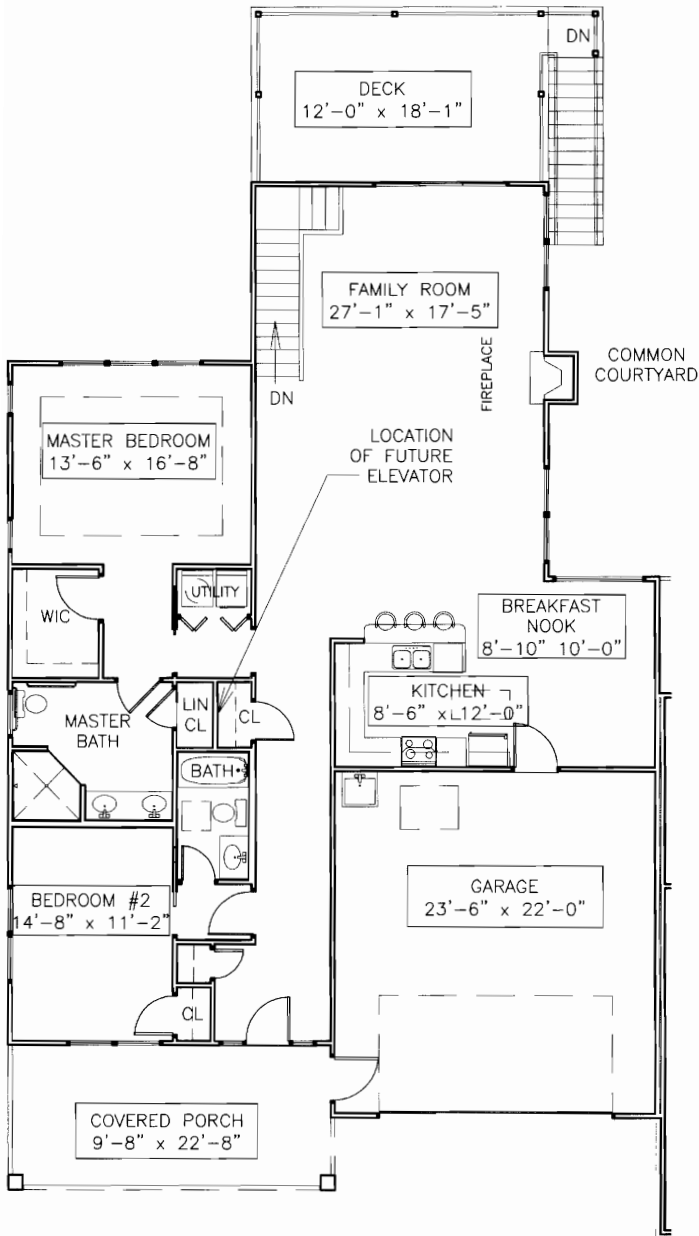 DN
DECK
12'-0" x 18'-1"
FAMILY ROOM
27'-1" x 17'-5"
FIREPLACE
COMMON
COURTYARD
DN
MASTER BEDROOM
13'-6" x 16'-8"
LOCATION
OF FUTURE
ELEVATOR
UTILITY
WIC
BREAKFAST
NOOK
8'-10" 10'-0"
KITCHEN
8'-6" x 12'-0"
LIN
CL
CL
MASTER
BATH
BATH
GARAGE
23'-6" x 22'-0"
BEDROOM #2
14'-8" x 11'-2"
CL
COVERED PORCH
9'-8" x 22'-8"